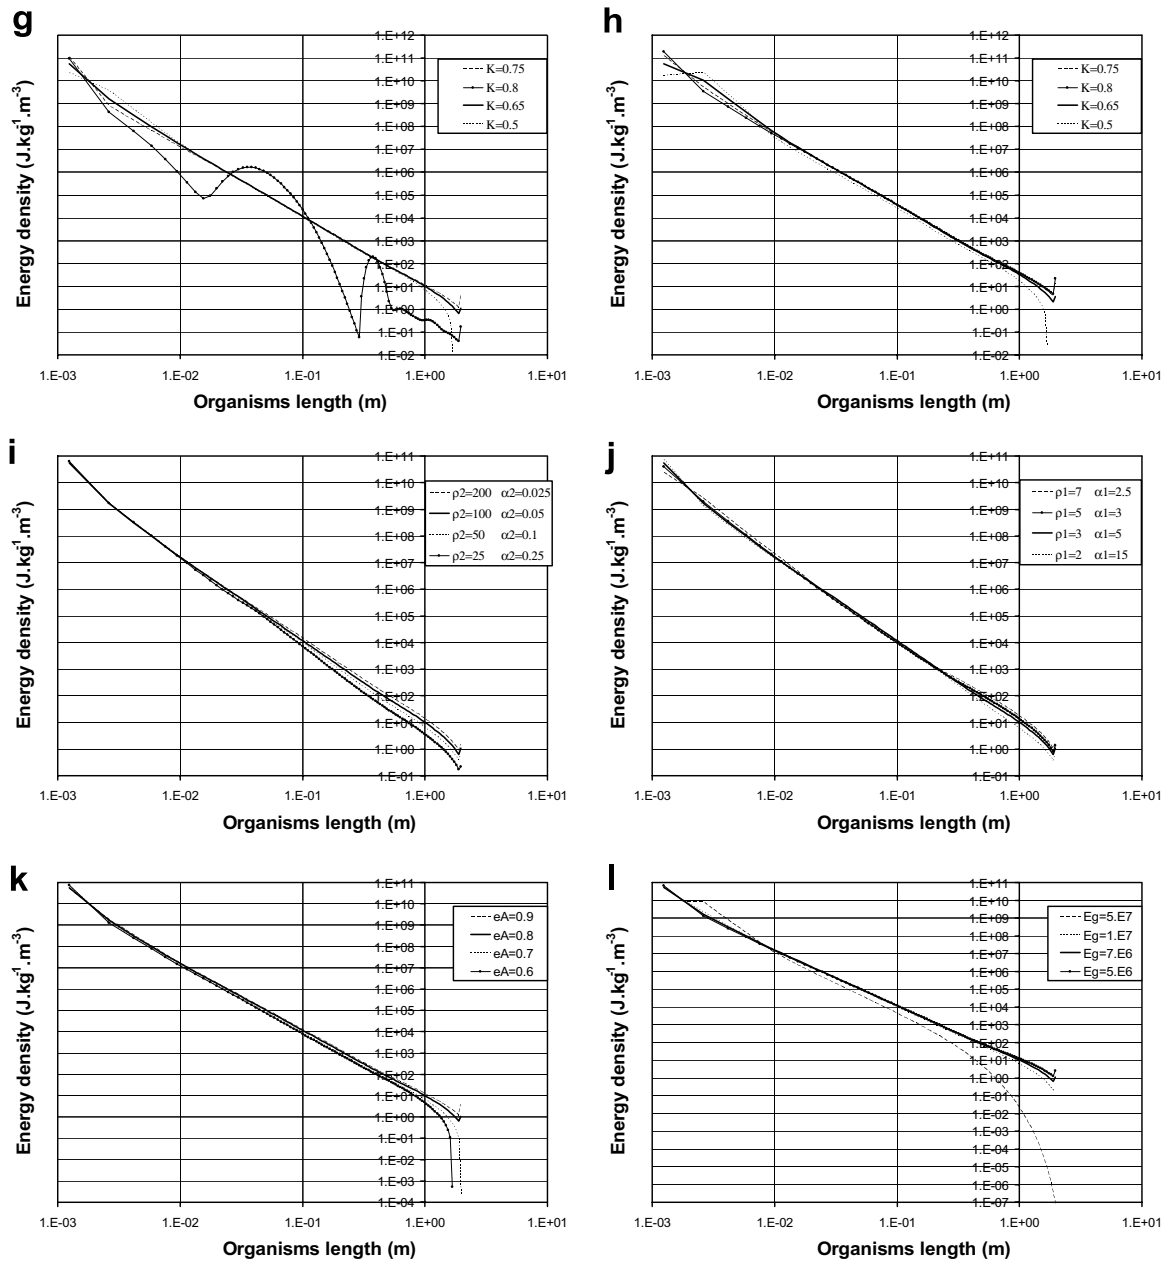 g
1.E+12
1.E+11
1.E+10
1.E+09
1.E+08
1.E+07
1.E+06
1.E+05
1.E+04
1.E+03
1.E+02
1.E+01
1.E+00
1.E-01
1.E-02
1.E-03 1.E-02 1.E-01 1.E+00 1.E+01
Energy density (J.kg-1.m-3)
Organisms length (m)
K=0.75
K=0.8
K=0.65
K=0.5
h
1.E+12
1.E+11
1.E+10
1.E+09
1.E+08
1.E+07
1.E+06
1.E+05
1.E+04
1.E+03
1.E+02
1.E+01
1.E+00
1.E-01
1.E-02
1.E-03 1.E-02 1.E-01 1.E+00 1.E+01
Energy density (J.kg-1.m-3)
Organisms length (m)
K=0.75
K=0.8
K=0.65
K=0.5
i
1.E+11
1.E+10
1.E+09
1.E+08
1.E+07
1.E+06
1.E+05
1.E+04
1.E+03
1.E+02
1.E+01
1.E+00
1.E-01
1.E-03 1.E-02 1.E-01 1.E+00 1.E+01
Energy density (J.kg-1.m-3)
Organisms length (m)
ρ2=200 α2=0.025
ρ2=100 α2=0.05
ρ2=50 α2=0.1
ρ2=25 α2=0.25
j
1.E+11
1.E+10
1.E+09
1.E+08
1.E+07
1.E+06
1.E+05
1.E+04
1.E+03
1.E+02
1.E+01
1.E+00
1.E-01
1.E-03 1.E-02 1.E-01 1.E+00 1.E+01
Energy density (J.kg-1.m-3)
Organisms length (m)
ρ1=7 α1=2.5
ρ1=5 α1=3
ρ1=3 α1=5
ρ1=2 α1=15
k
1.E+11
1.E+10
1.E+09
1.E+08
1.E+07
1.E+06
1.E+05
1.E+04
1.E+03
1.E+02
1.E+01
1.E+00
1.E-01
1.E-02
1.E-03
1.E-04
1.E-03 1.E-02 1.E-01 1.E+00 1.E+01
Energy density (J.kg-1.m-3)
Organisms length (m)
eA=0.9
eA=0.8
eA=0.7
eA=0.6
l
1.E+11
1.E+10
1.E+09
1.E+08
1.E+07
1.E+06
1.E+05
1.E+04
1.E+03
1.E+02
1.E+01
1.E+00
1.E-01
1.E-02
1.E-03
1.E-04
1.E-05
1.E-06
1.E-07
1.E-03 1.E-02 1.E-01 1.E+00 1.E+01
Energy density (J.kg-1.m-3)
Organisms length (m)
Eg=5.E7
Eg=1.E7
Eg=7.E6
Eg=5.E6